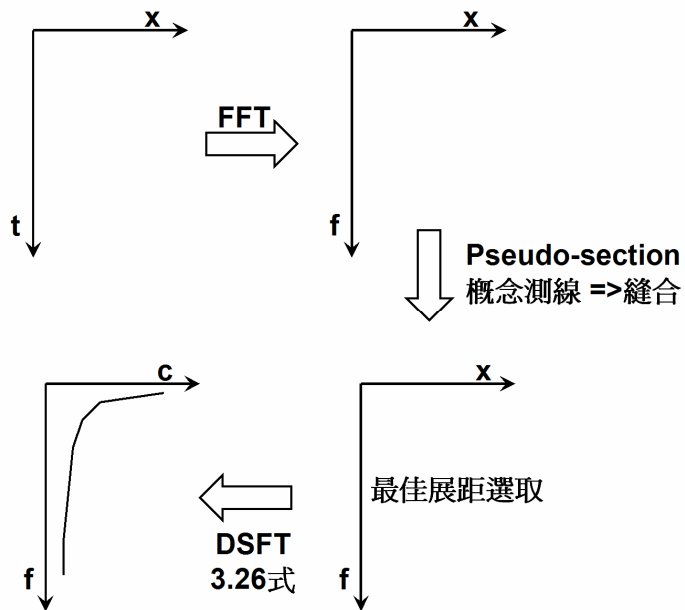 x
t
FFT
x
f
Pseudo-section
概念測線 =>縫合
c
f
DSFT
3.26式
x
最佳展距選取
f